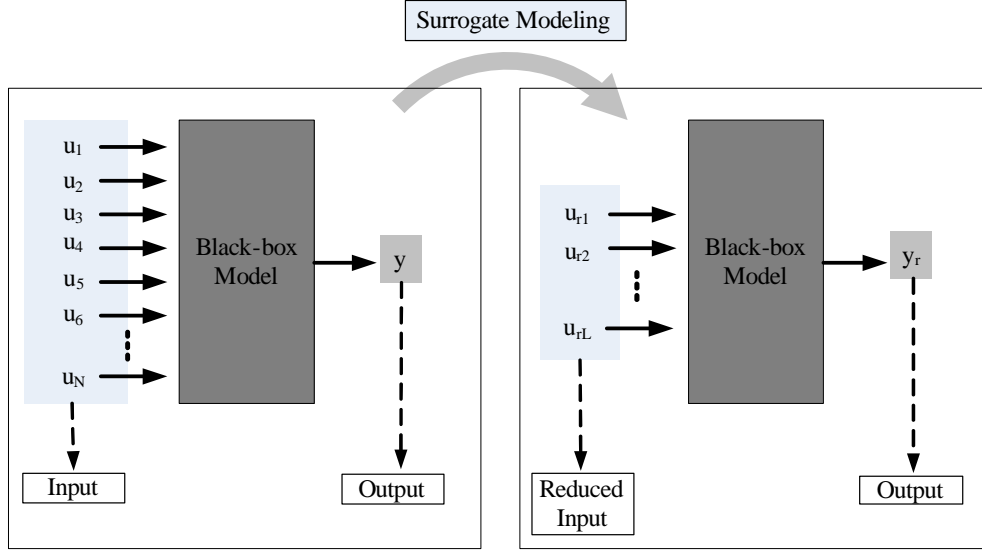 Surrogate Modeling
u1
u2
u3
u4
u5
u6
uN
Black-box
Model
y
Input
Output
ur1
ur2
urL
Black-box
Model
yr
Reduced
Input
Output